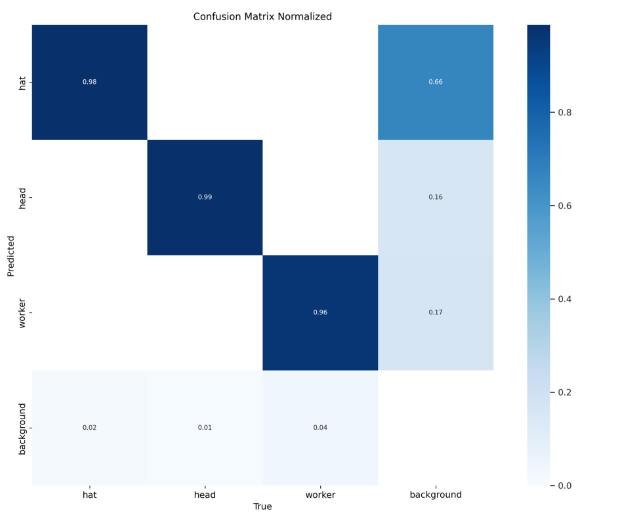 Confusion Matrix Normalized
hat
0.98
0.66
0.8
head
0.99
0.16
0.6
Predicted
0.4
worker
0.96
0.17
0.2
background
0.02
0.01
0.04
0.0
hat
head
worker
background
True